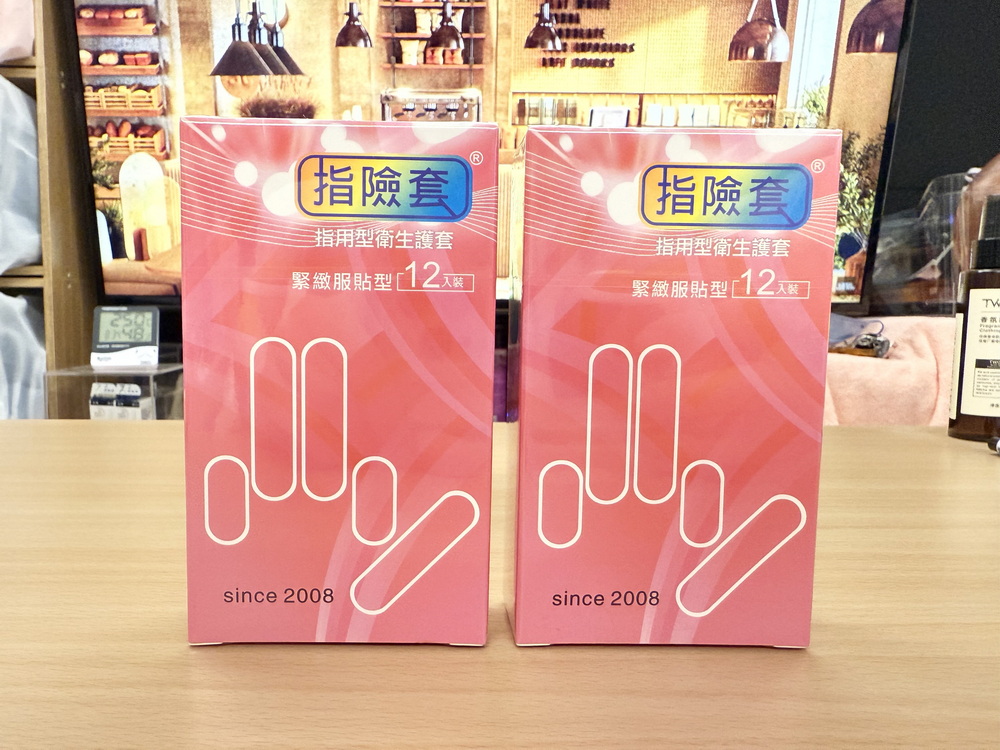 指險套®
指用型衛生護套
緊緻服貼型 12入裝
since 2008
指險套®
指用型衛生護套
緊緻服貼型 12入裝
since 2008